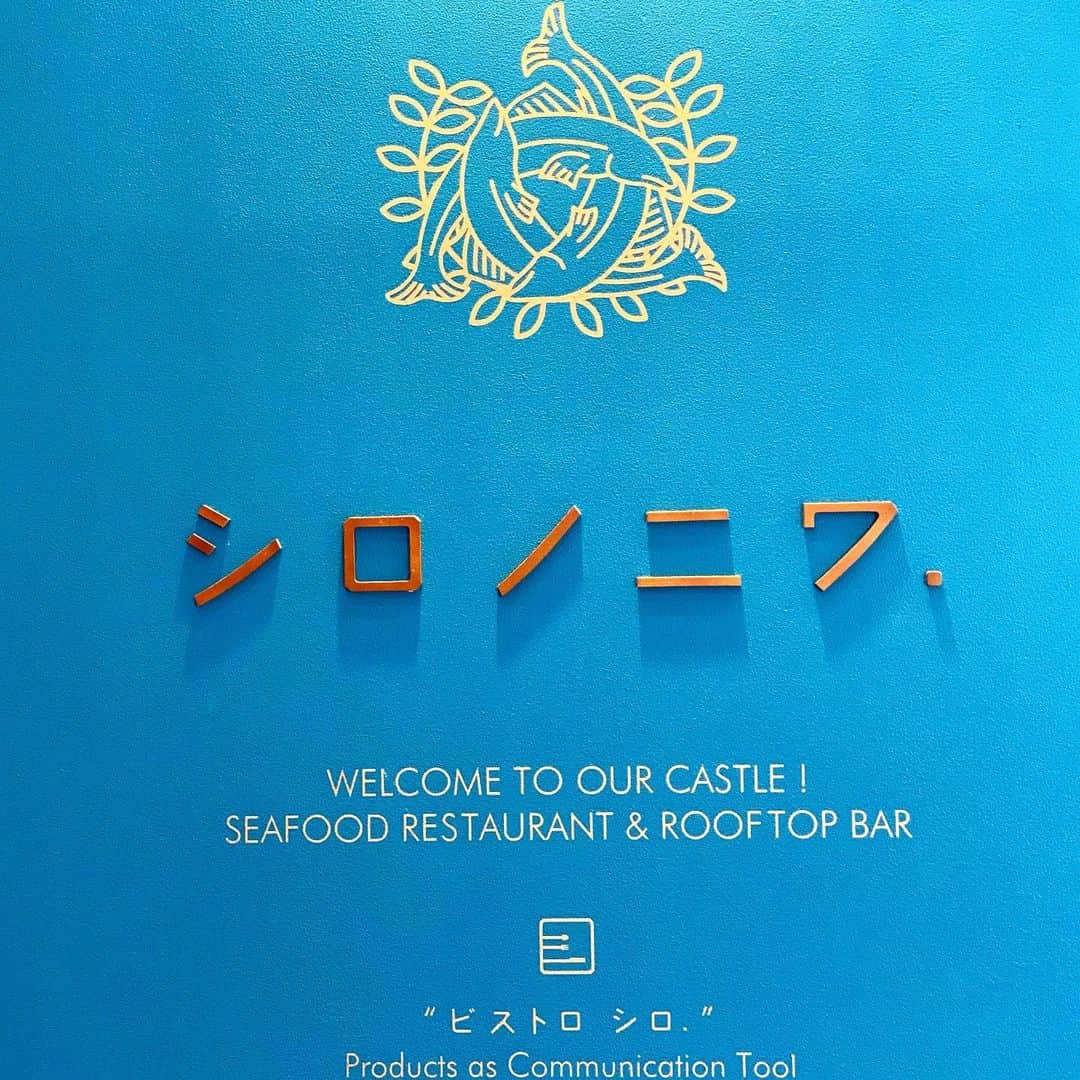 シロノニワ.
WELCOME TO OUR CASTLE !
SEAFOOD RESTAURANT & ROOFTOP BAR
“ビストロ シロ.”
Products as Communication Tool